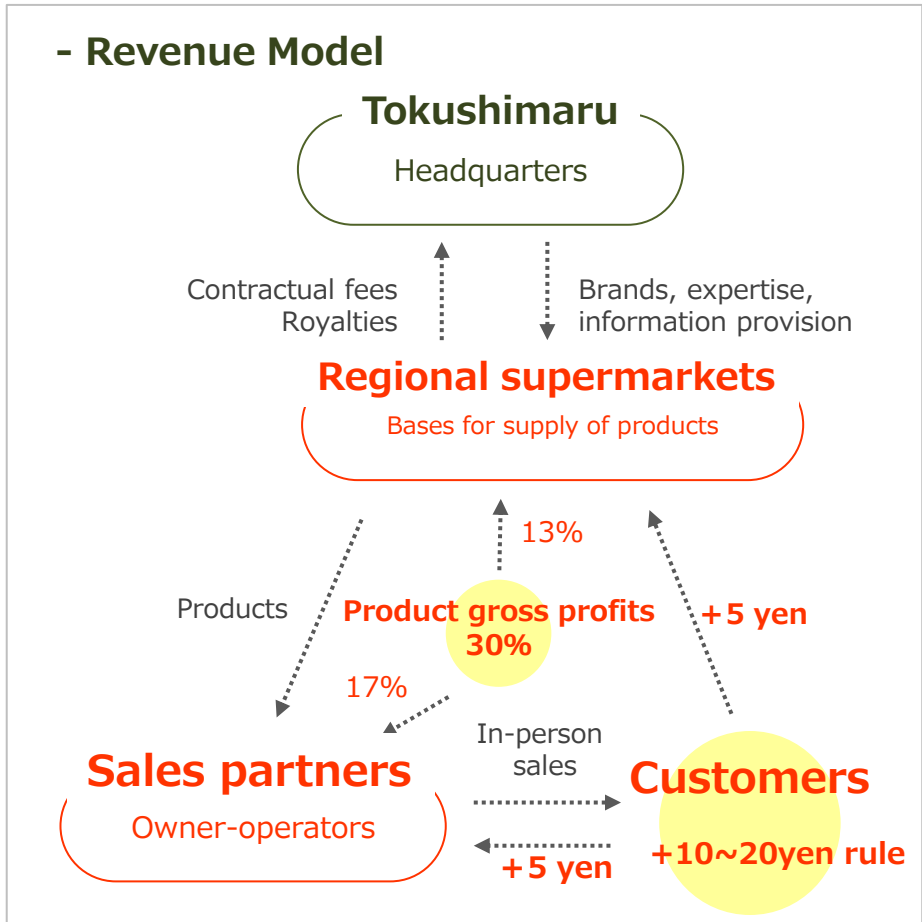 - Revenue Model
Tokushimaru
Headquarters
Contractual fees
Royalties
Brands, expertise,
information provision
Regional supermarkets
Bases for supply of products
13%
Products
Product gross profits
30%
+5 yen
17%
In-person
sales
Sales partners
Owner-operators
Customers
+10~20yen rule
+5 yen